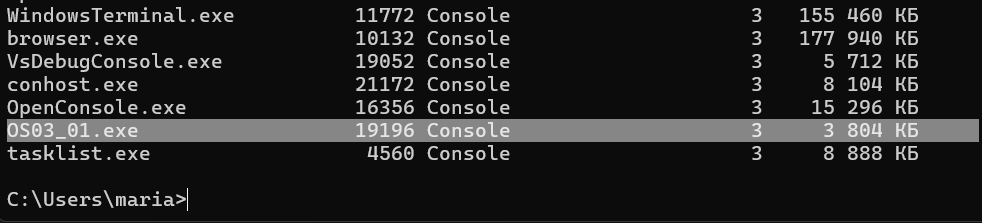 WindowsTerminal.exe 11772 Console 3 155 460 КБ
browser.exe 10132 Console 3 177 940 КБ
VsDebugConsole.exe 19052 Console 3 5 712 КБ
conhost.exe 21172 Console 3 8 104 КБ
OpenConsole.exe 16356 Console 3 15 296 КБ
OS03_01.exe 19196 Console 3 3 804 КБ
tasklist.exe 4560 Console 3 8 888 КБ
C:\Users\maria>